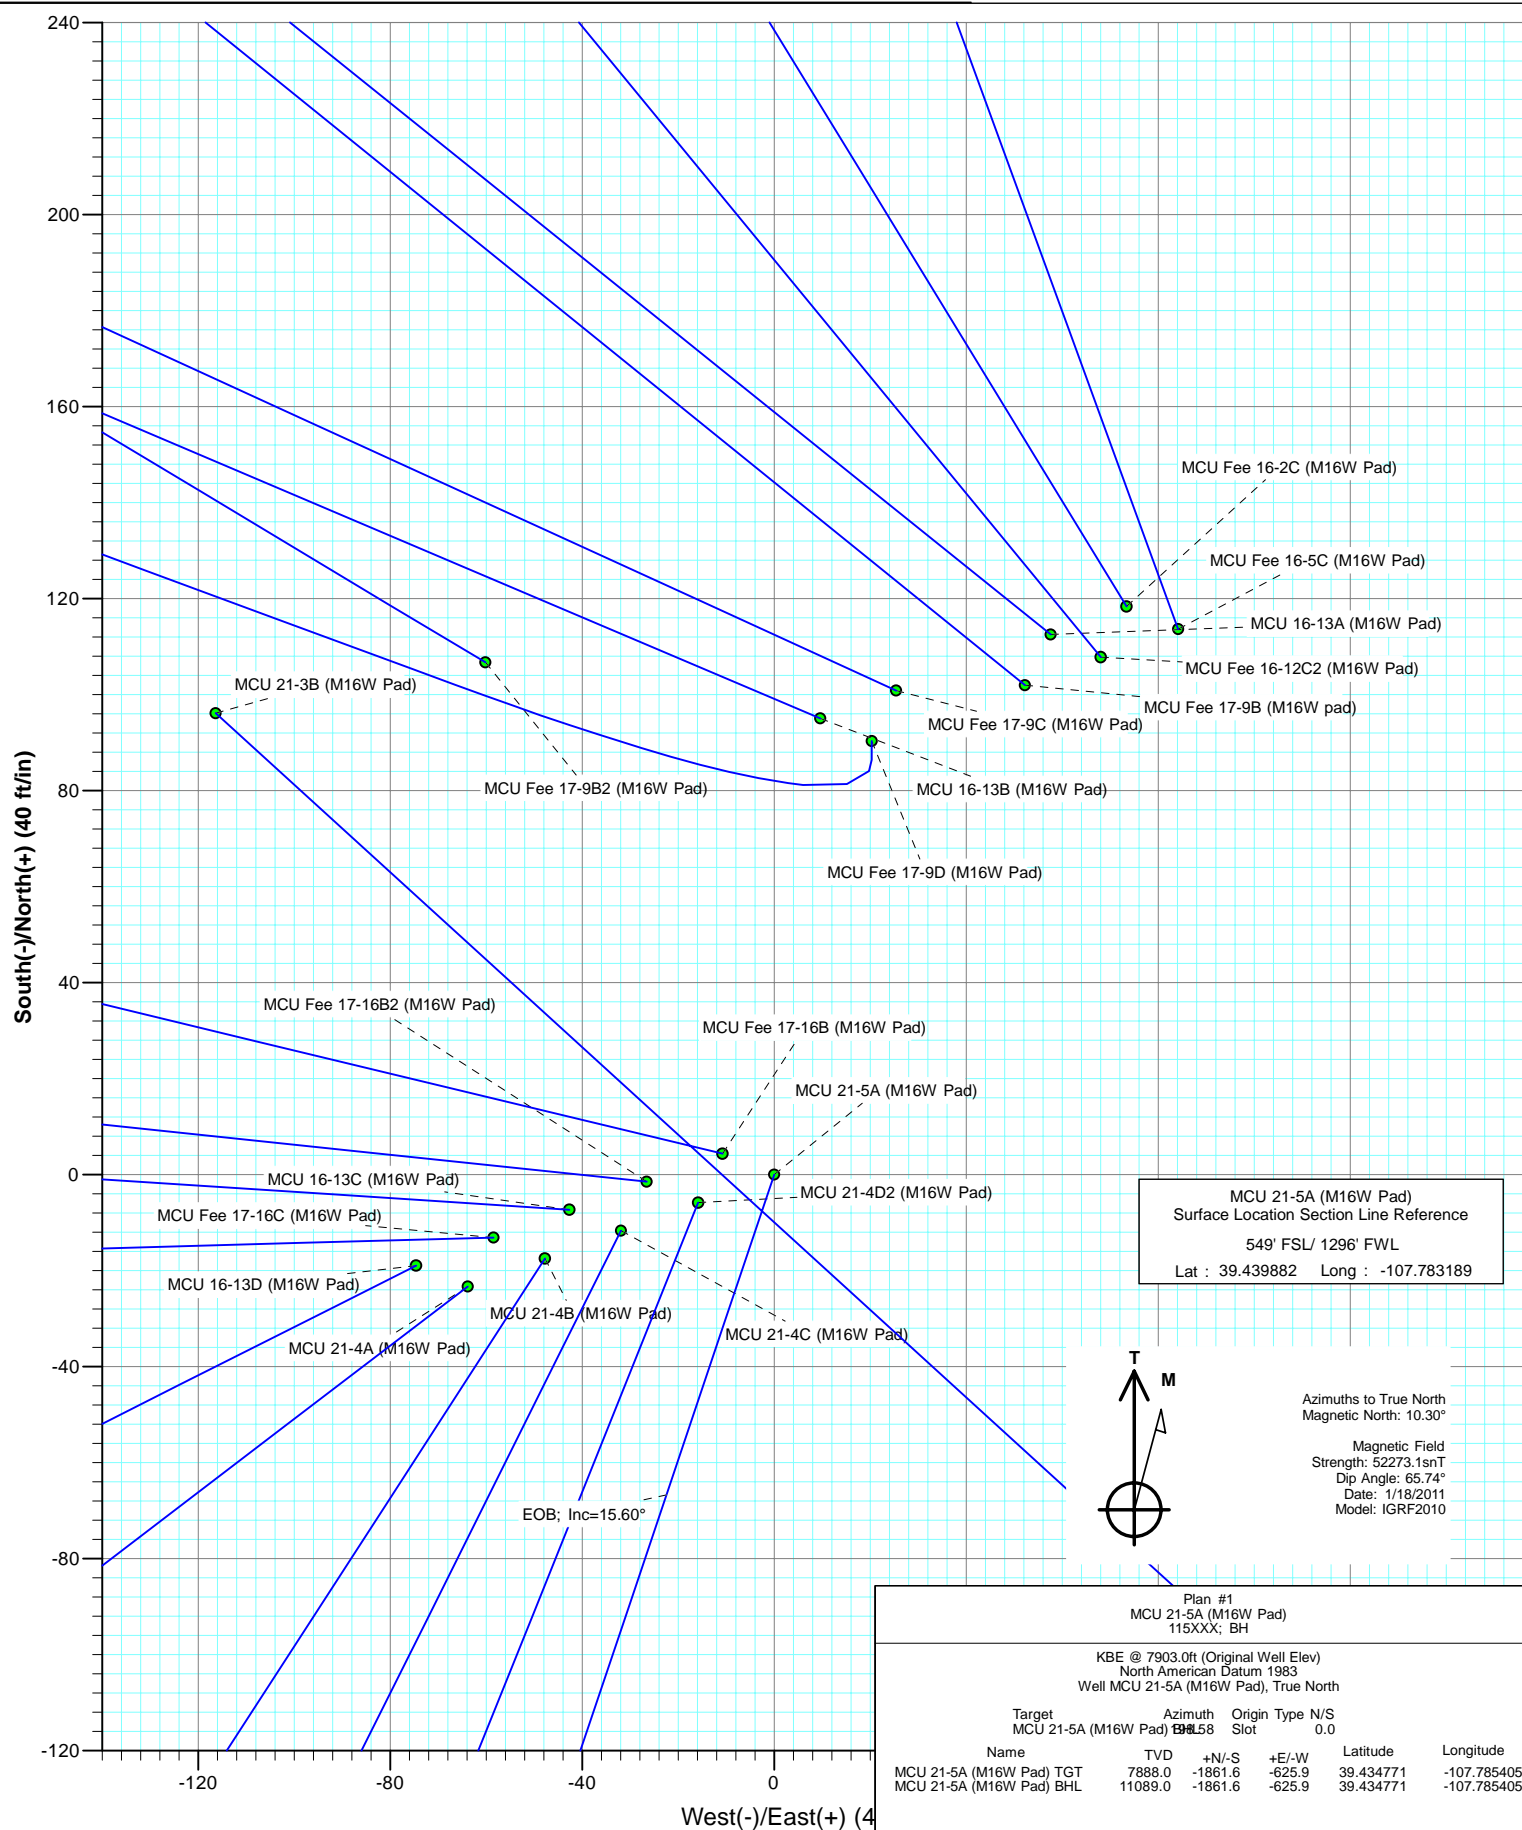 240
200
160
120
80
40
0
-40
-80
-120
South(-)/North(+) (40 ft/in)
MCU Fee 16-2C (M16W Pad)
MCU Fee 16-5C (M16W Pad)
MCU 16-13A (M16W Pad)
MCU Fee 16-12C2 (M16W Pad)
MCU 21-3B (M16W Pad)
MCU Fee 17-9B (M16W pad)
MCU Fee 17-9C (M16W Pad)
MCU Fee 17-9B2 (M16W Pad)
MCU 16-13B (M16W Pad)
MCU Fee 17-9D (M16W Pad)
MCU Fee 17-16B2 (M16W Pad)
MCU Fee 17-16B (M16W Pad)
MCU 21-5A (M16W Pad)
MCU 16-13C (M16W Pad)
MCU 21-4D2 (M16W Pad)
MCU Fee 17-16C (M16W Pad)
MCU 16-13D (M16W Pad)
MCU 21-4B (M16W Pad)
MCU 21-4C (M16W Pad)
MCU 21-4A (M16W Pad)
EOB; Inc=15.60°
MCU 21-5A (M16W Pad)
Surface Location Section Line Reference
549' FSL/ 1296' FWL
Lat : 39.439882 Long : -107.783189
T
M
Azimuths to True North
Magnetic North: 10.30°
Magnetic Field
Strength: 52273.1snT
Dip Angle: 65.74°
Date: 1/18/2011
Model: IGRF2010
Plan #1
MCU 21-5A (M16W Pad)
115XXX; BH
KBE @ 7903.0ft (Original Well Elev)
North American Datum 1983
Well MCU 21-5A (M16W Pad), True North
Target Azimuth Origin Type N/S
MCU 21-5A (M16W Pad) Slot 0.0
Name TVD +N/-S +E/-W Latitude Longitude
MCU 21-5A (M16W Pad) TGT 7888.0 -1861.6 -625.9 39.434771 -107.785405
MCU 21-5A (M16W Pad) BHL 11089.0 -1861.6 -625.9 39.434771 -107.785405
-120 -80 -40 0
West(-)/East(+) (4